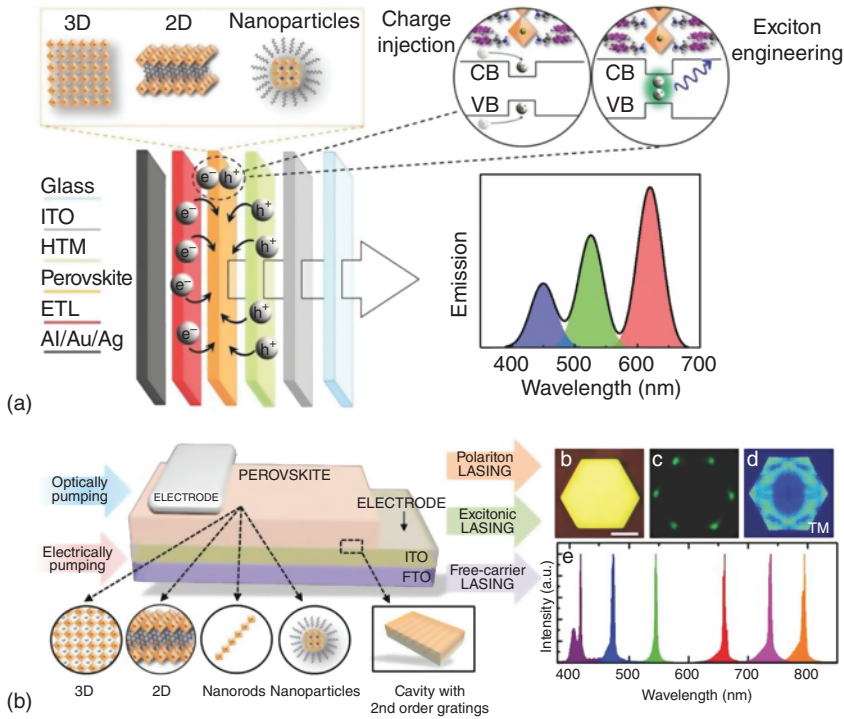 3D
2D
Nanoparticles
Charge
injection
CB
VB
CB
VB
Exciton
engineering
Glass
ITO
HTM
Perovskite
ETL
Al/Au/Ag
e⁻
h⁺
e⁻
h⁺
e⁻
h⁺
e⁻
h⁺
e⁻
h⁺
Emission
400
500
600
700
Wavelength (nm)
(a)
Optically
pumping
Electrically
pumping
ELECTRODE
PEROVSKITE
ELECTRODE
ITO
FTO
3D
2D
Nanorods
Nanoparticles
Cavity with
2nd order gratings
Polariton
LASING
Excitonic
LASING
Free-carrier
LASING
b
c
d
TM
e
Intensity (a.u.)
400
500
600
700
800
Wavelength (nm)
(b)